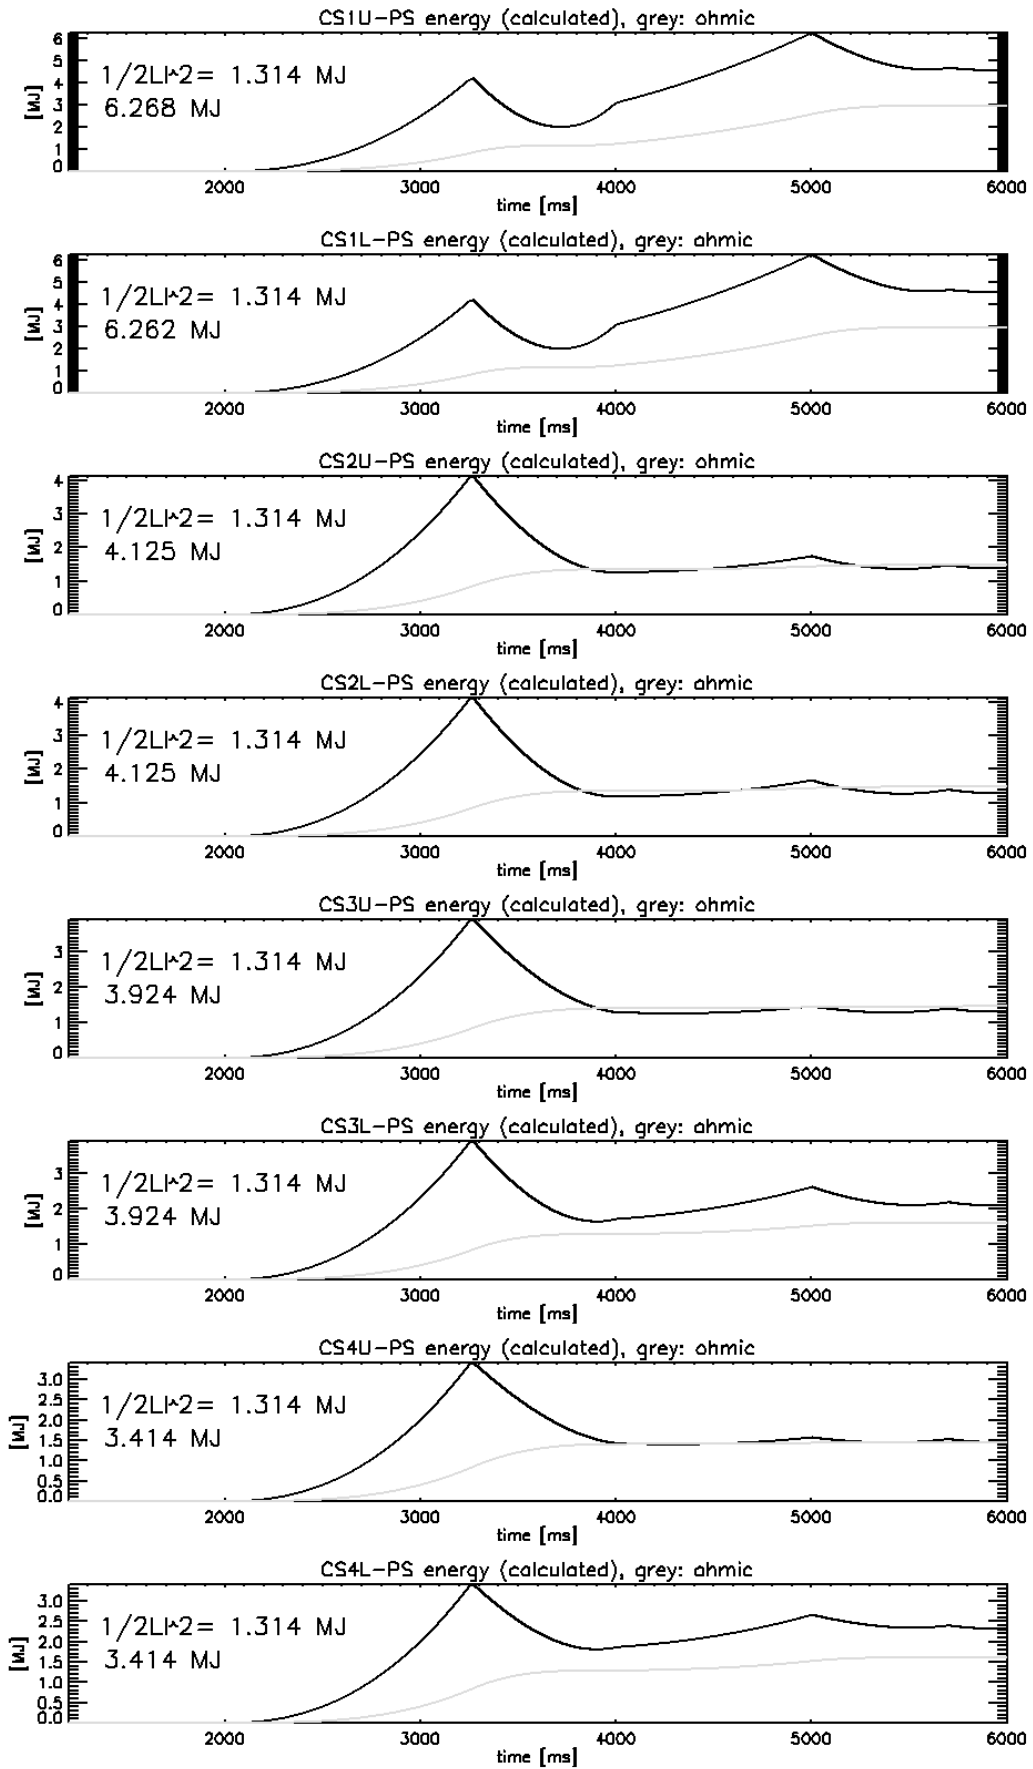 CS1U-PS energy (calculated), grey: ohmic
6
5
4
3
2
1
0
[MJ]
1/2LI^2= 1.314 MJ
6.268 MJ
2000 3000 4000 5000 6000
time [ms]
CS1L-PS energy (calculated), grey: ohmic
6
5
4
3
2
1
0
[MJ]
1/2LI^2= 1.314 MJ
6.262 MJ
2000 3000 4000 5000 6000
time [ms]
CS2U-PS energy (calculated), grey: ohmic
4
3
2
1
0
[MJ]
1/2LI^2= 1.314 MJ
4.125 MJ
2000 3000 4000 5000 6000
time [ms]
CS2L-PS energy (calculated), grey: ohmic
4
3
2
1
0
[MJ]
1/2LI^2= 1.314 MJ
4.125 MJ
2000 3000 4000 5000 6000
time [ms]
CS3U-PS energy (calculated), grey: ohmic
3
2
1
0
[MJ]
1/2LI^2= 1.314 MJ
3.924 MJ
2000 3000 4000 5000 6000
time [ms]
CS3L-PS energy (calculated), grey: ohmic
3
2
1
0
[MJ]
1/2LI^2= 1.314 MJ
3.924 MJ
2000 3000 4000 5000 6000
time [ms]
CS4U-PS energy (calculated), grey: ohmic
3.0
2.5
2.0
1.5
1.0
0.5
0.0
[MJ]
1/2LI^2= 1.314 MJ
3.414 MJ
2000 3000 4000 5000 6000
time [ms]
CS4L-PS energy (calculated), grey: ohmic
3.0
2.5
2.0
1.5
1.0
0.5
0.0
[MJ]
1/2LI^2= 1.314 MJ
3.414 MJ
2000 3000 4000 5000 6000
time [ms]